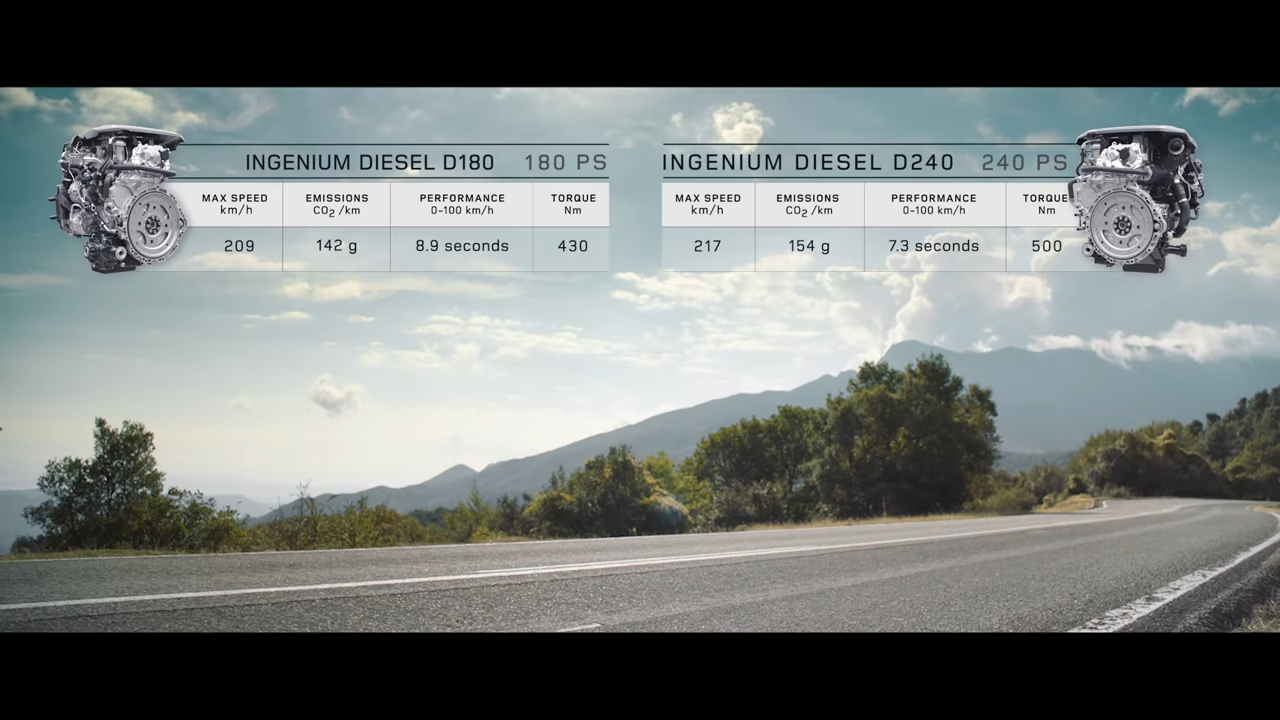 INGENIUM DIESEL D180 180 PS
MAX SPEED EMISSIONS PERFORMANCE TORQUE
km/h CO2 /km 0-100 km/h Nm
209 142 g 8.9 seconds 430
INGENIUM DIESEL D240 240 PS
MAX SPEED EMISSIONS PERFORMANCE TORQUE
km/h CO2 /km 0-100 km/h Nm
217 154 g 7.3 seconds 500